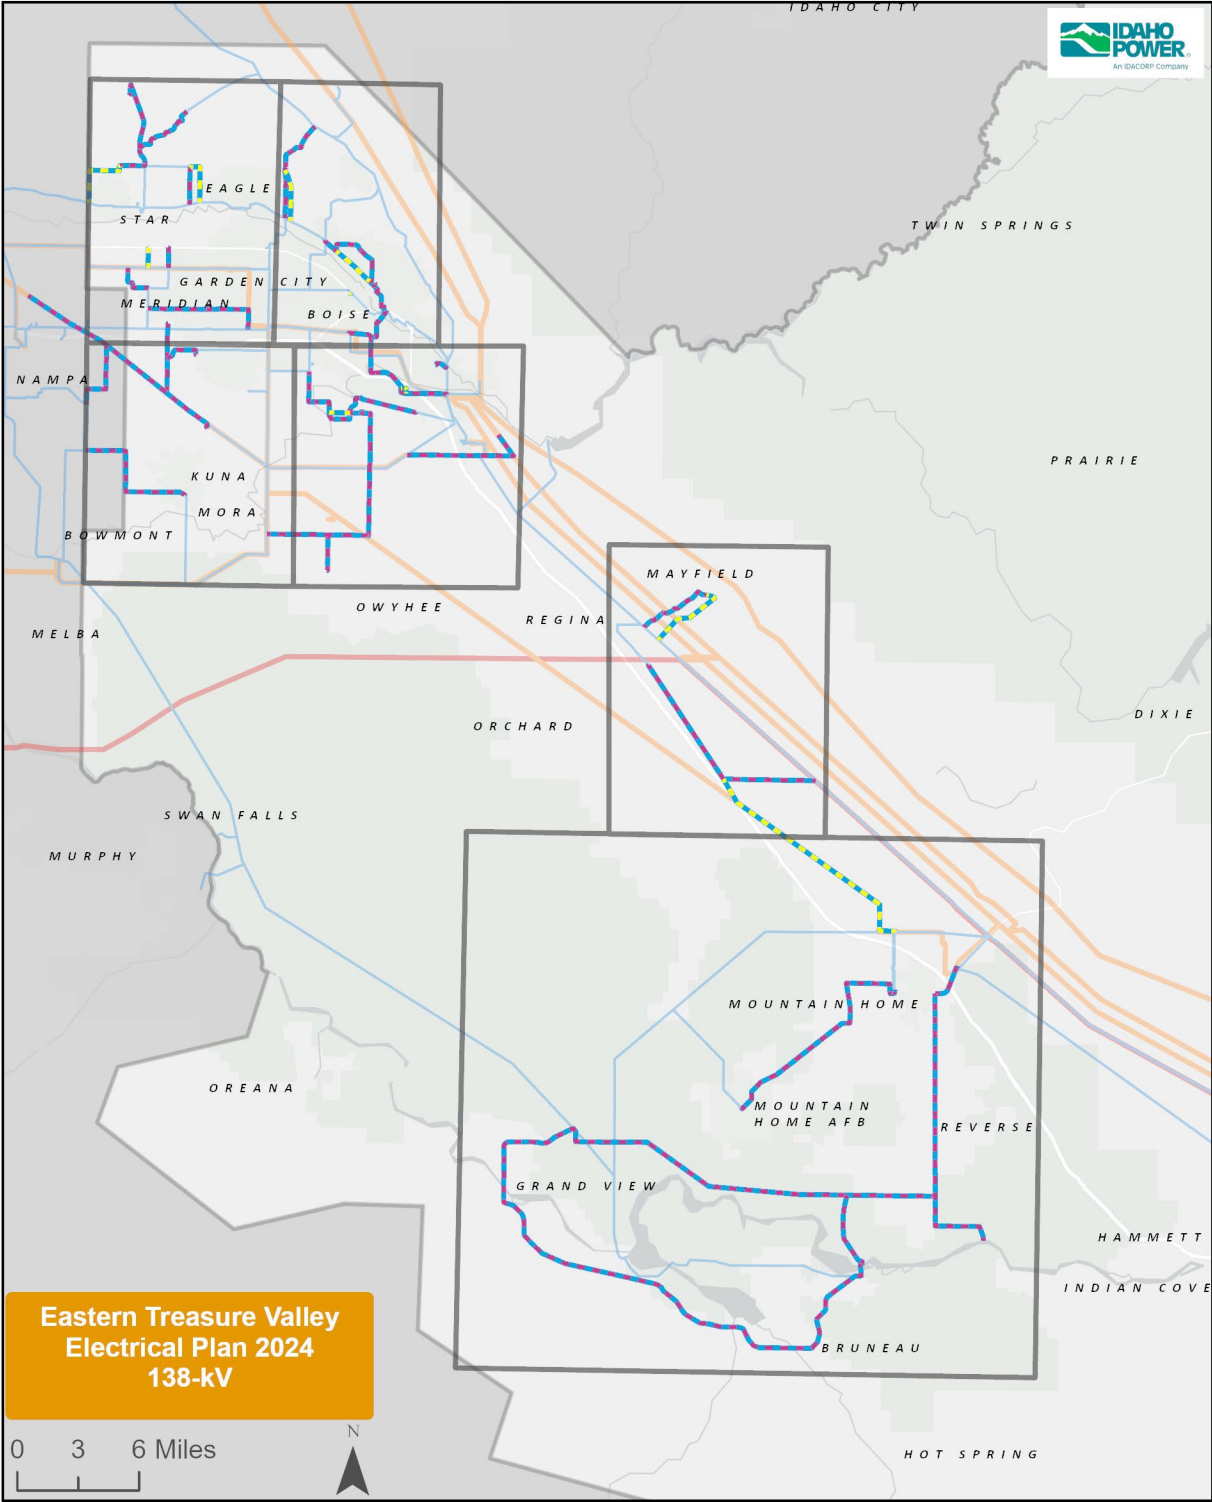 IDAHO CITY
IDAHO
POWER®
An IDACORP Company
EAGLE
STAR
TWIN SPRINGS
GARDEN CITY
MERIDIAN
BOISE
NAMPA
PRAIRIE
KUNA
MORA
BOWMONT
MAYFIELD
OWYHEE
REGINA
MELBA
DIXIE
ORCHARD
SWAN FALLS
MURPHY
MOUNTAIN HOME
OREANA
MOUNTAIN
HOME AFB
REVERSE
GRAND VIEW
HAMMETT
INDIAN COVE
Eastern Treasure Valley
Electrical Plan 2024
138-kV
BRUNEAU
N
0 3 6 Miles
HOT SPRING